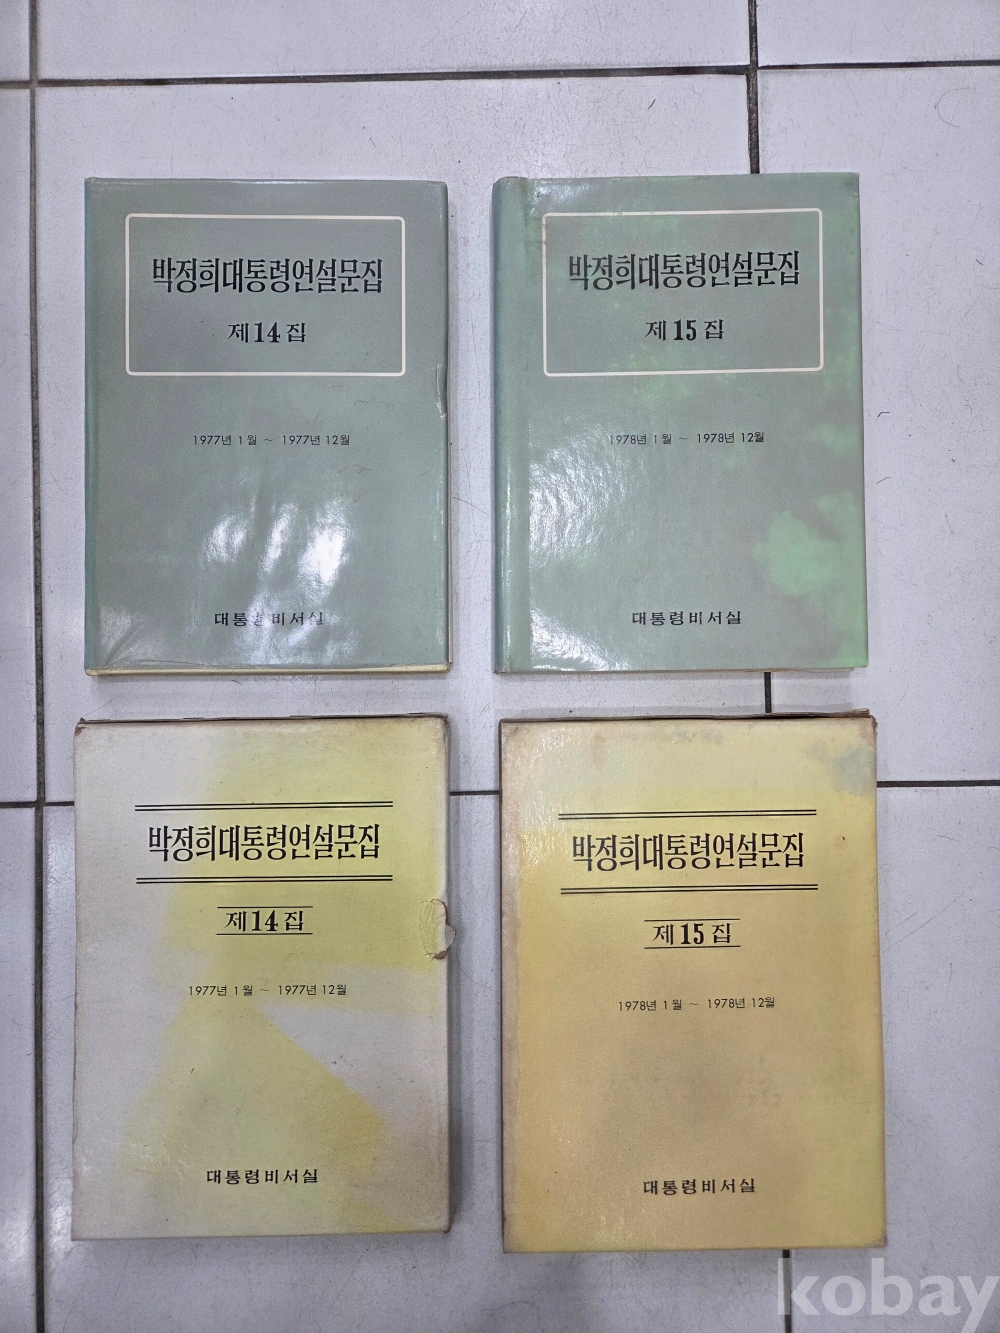 박정희대통령연설문집
제14집
1977년 1월 ~ 1977년 12월
대통령비서실
박정희대통령연설문집
제15집
1978년 1월 ~ 1978년 12월
대통령비서실
박정희대통령연설문집
제14집
1977년 1월 ~ 1977년 12월
대통령비서실
박정희대통령연설문집
제15집
1978년 1월 ~ 1978년 12월
대통령비서실
kobay